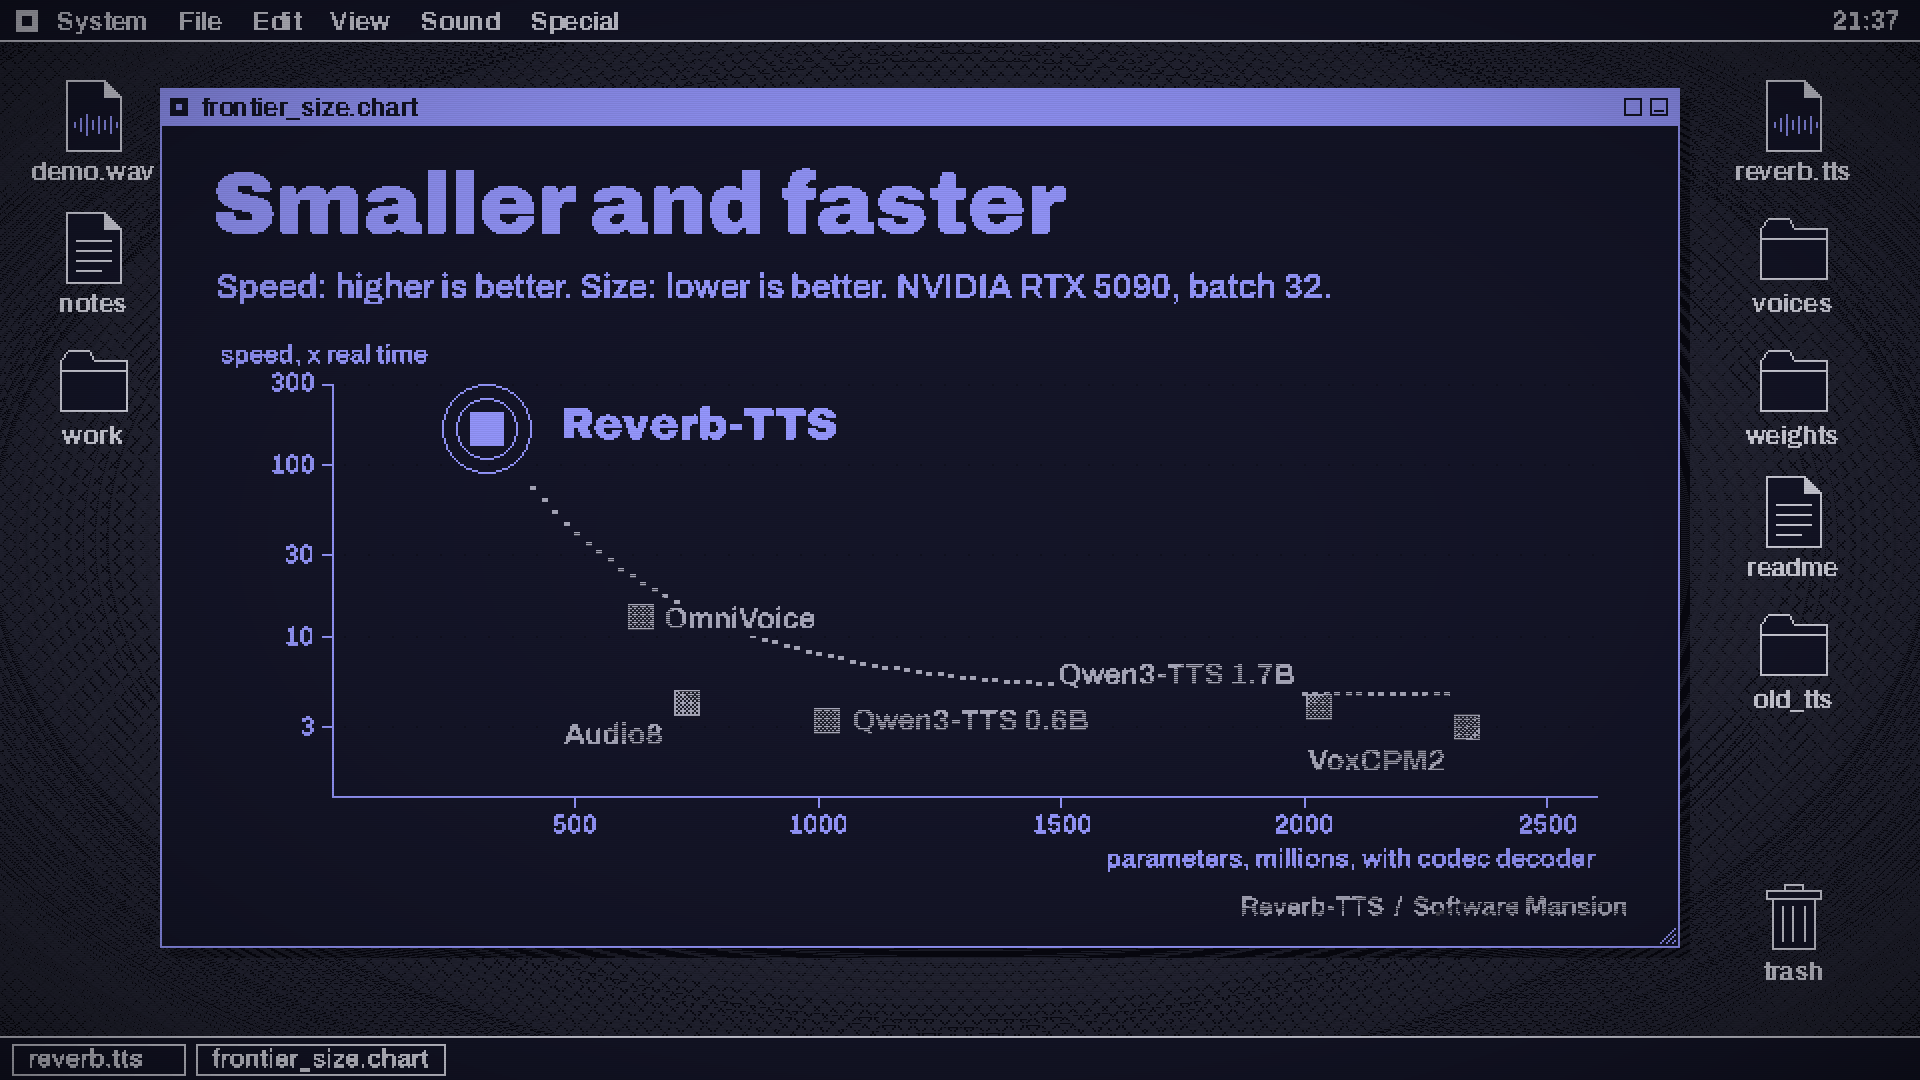 System File Edit View Sound Special 21:37
demo.wav
notes
work
frontier_size.chart
Smaller and faster
Speed: higher is better. Size: lower is better. NVIDIA RTX 5090, batch 32.
speed, x real time
300
100
30
10
3
Reverb-TTS
OmniVoice
Qwen3-TTS 1.7B
Audio8
Qwen3-TTS 0.6B
VoxCPM2
500 1000 1500 2000 2500
parameters, millions, with codec decoder
Reverb-TTS / Software Mansion
reverb.tts
voices
weights
readme
old_tts
trash
reverb.tts frontier_size.chart